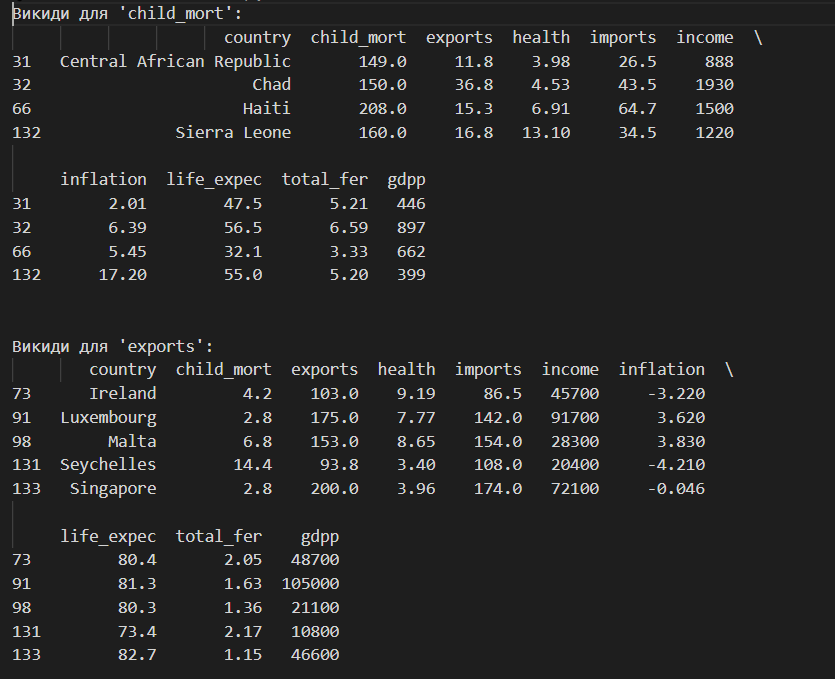 Викиди для 'child_mort':
country child_mort exports health imports income \
31 Central African Republic 149.0 11.8 3.98 26.5 888
32 Chad 150.0 36.8 4.53 43.5 1930
66 Haiti 208.0 15.3 6.91 64.7 1500
132 Sierra Leone 160.0 16.8 13.10 34.5 1220
inflation life_expec total_fer gdpp
31 2.01 47.5 5.21 446
32 6.39 56.5 6.59 897
66 5.45 32.1 3.33 662
132 17.20 55.0 5.20 399
Викиди для 'exports':
country child_mort exports health imports income inflation \
73 Ireland 4.2 103.0 9.19 86.5 45700 -3.220
91 Luxembourg 2.8 175.0 7.77 142.0 91700 3.620
98 Malta 6.8 153.0 8.65 154.0 28300 3.830
131 Seychelles 14.4 93.8 3.40 108.0 20400 -4.210
133 Singapore 2.8 200.0 3.96 174.0 72100 -0.046
life_expec total_fer gdpp
73 80.4 2.05 48700
91 81.3 1.63 105000
98 80.3 1.36 21100
131 73.4 2.17 10800
133 82.7 1.15 46600